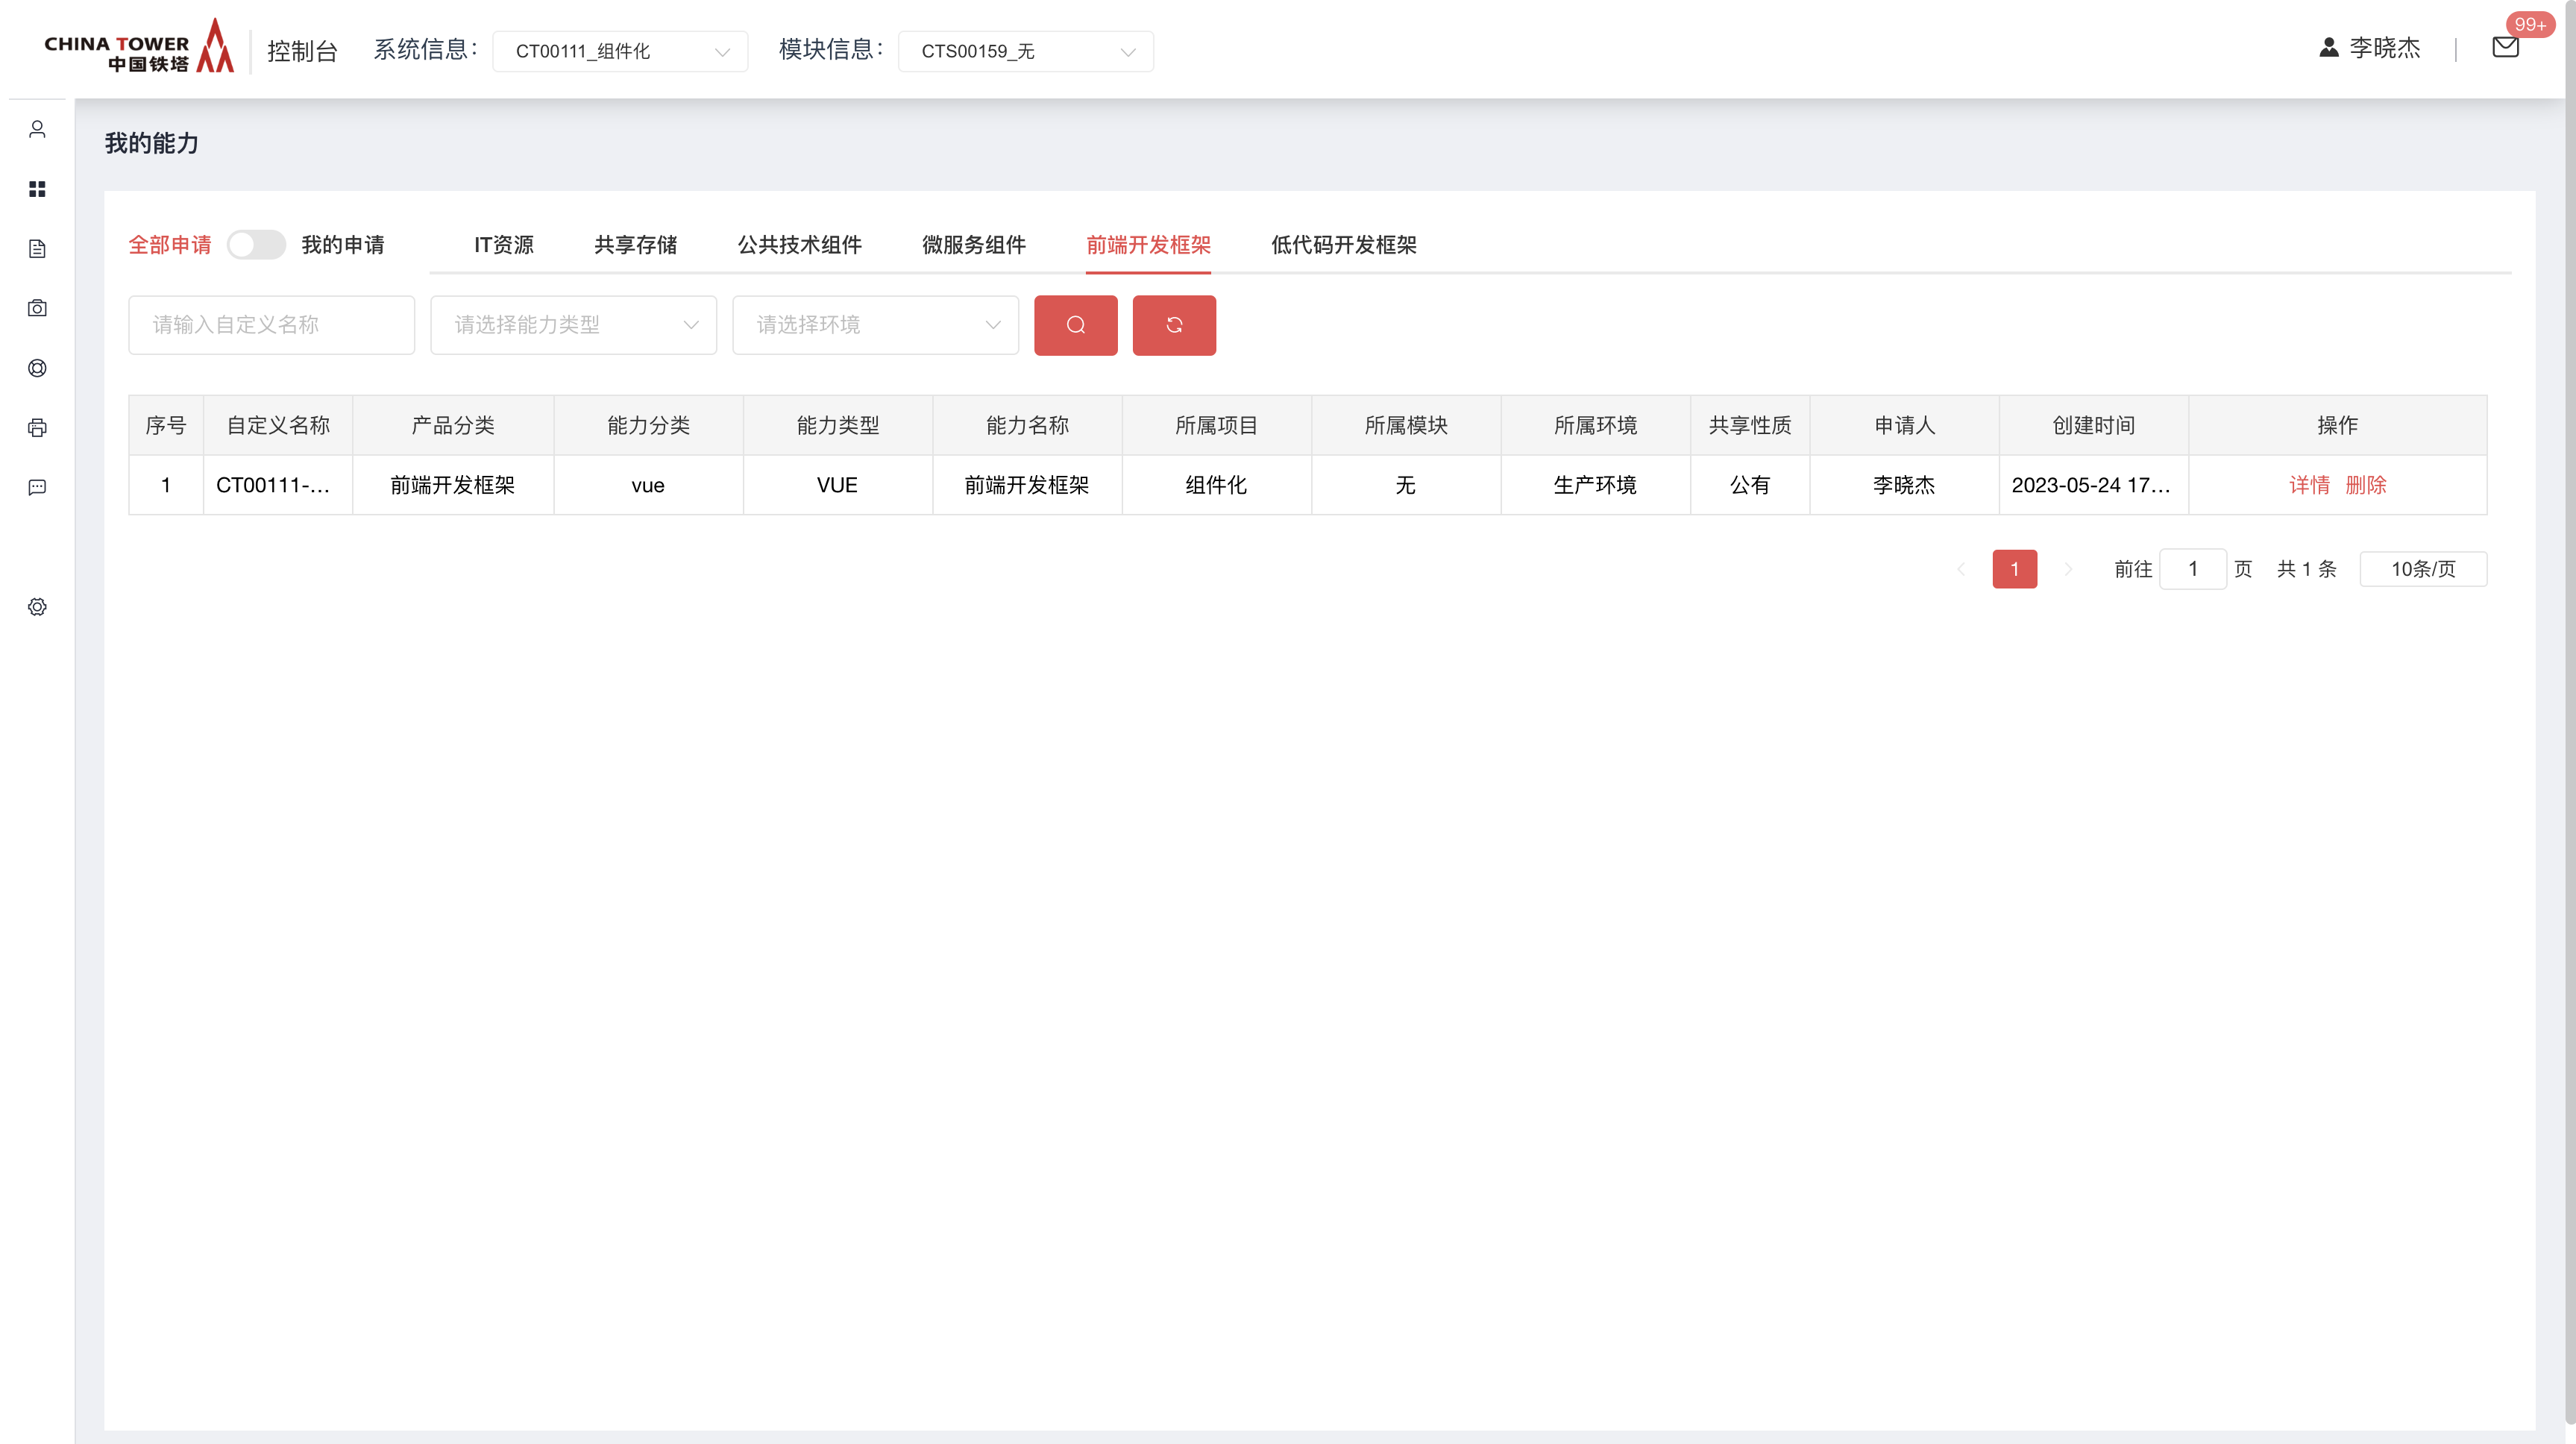 CHINA TOWER
中国铁塔
控制台 系统信息： CT00111_组件化 模块信息： CTS00159_无 李晓杰 99+
我的能力
全部申请 我的申请 IT资源 共享存储 公共技术组件 微服务组件 前端开发框架 低代码开发框架
请输入自定义名称 请选择能力类型 请选择环境
序号 自定义名称 产品分类 能力分类 能力类型 能力名称 所属项目 所属模块 所属环境 共享性质 申请人 创建时间 操作
1 CT00111-... 前端开发框架 vue VUE 前端开发框架 组件化 无 生产环境 公有 李晓杰 2023-05-24 17... 详情 删除
1 前往 1 页 共 1 条 10条/页